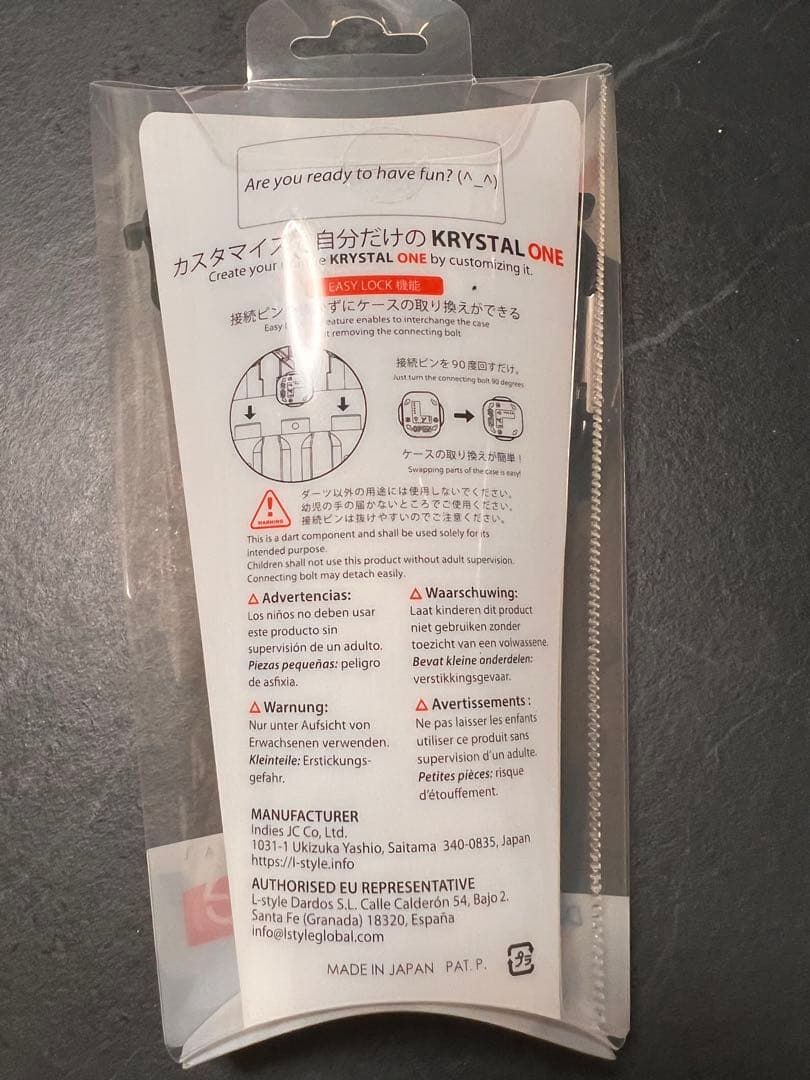 Are you ready to have fun? (^_^)
カスタマイズ 自分だけの KRYSTAL ONE
Create your KRYSTAL ONE by customizing it.
EASY LOCK 機能
接続ピン ずにケースの取り換えができる
Easy feature enables to interchange the case
removing the connecting bolt
接続ピンを90度回すだけ。
Just turn the connecting bolt 90 degrees
ケースの取り換えが簡単!
Swapping parts of the case is easy!
WARNING
ダーツ以外の用途には使用しないでください。
幼児の手の届かないところでご使用ください。
接続ピンは抜けやすいのでご注意ください。
This is a dart component and shall be used solely for its
intended purpose.
Children shall not use this product without adult supervision.
Connecting bolt may detach easily.
Advertencias:
Los niños no deben usar
este producto sin
supervisión de un adulto.
Piezas pequeñas: peligro
de asfixia.
Waarschuwing:
Laat kinderen dit product
niet gebruiken zonder
toezicht van een volwassene.
Bevat kleine onderdelen:
verstikkingsgevaar.
Warnung:
Nur unter Aufsicht von
Erwachsenen verwenden.
Kleinteile: Erstickungs-
gefahr.
Avertissements :
Ne pas laisser les enfants
utiliser ce produit sans
supervision d'un adulte.
Petites pièces: risque
d'étouffement.
MANUFACTURER
Indies JC Co, Ltd.
1031-1 Ukizuka Yashio, Saitama 340-0835, Japan
https://l-style.info
AUTHORISED EU REPRESENTATIVE
L-style Dardos S.L. Calle Calderón 54, Bajo 2.
Santa Fe (Granada) 18320, España
info@lstyleglobal.com
MADE IN JAPAN PAT. P.
プラ